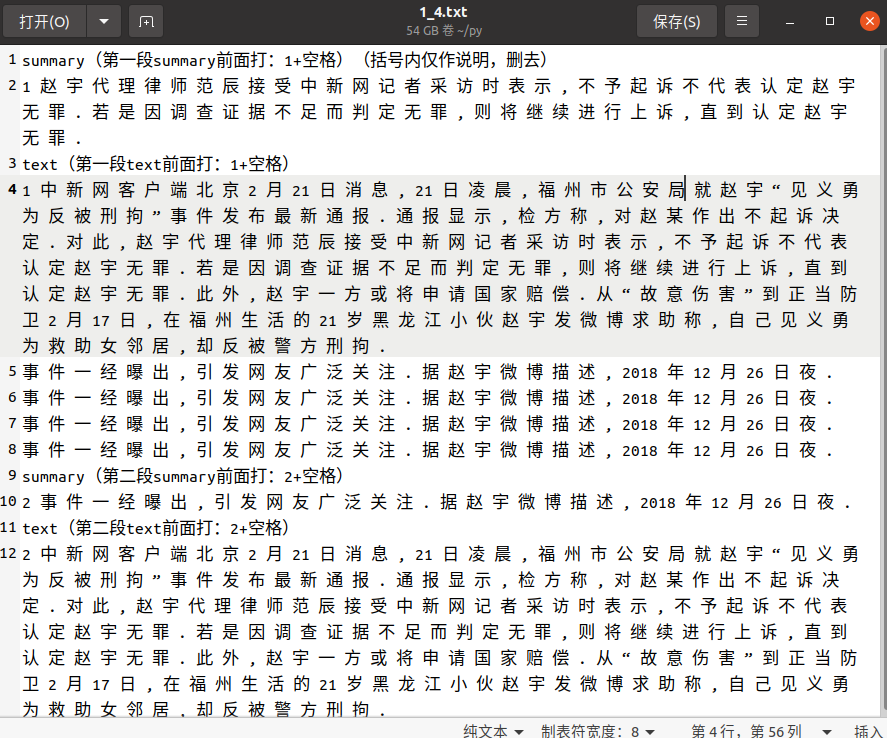 打开(O)
1_4.txt
54 GB 卷 ~/py
保存(S)
1 summary（第一段summary前面打：1+空格）（括号内仅作说明，删去）
2 1 赵 宇 代 理 律 师 范 辰 接 受 中 新 网 记 者 采 访 时 表 示 , 不 予 起 诉 不 代 表 认 定 赵 宇
无 罪 . 若 是 因 调 查 证 据 不 足 而 判 定 无 罪 , 则 将 继 续 进 行 上 诉 , 直 到 认 定 赵 宇
无 罪 .
3 text（第一段text前面打：1+空格）
4 1 中 新 网 客 户 端 北 京 2 月 21 日 消 息 , 21 日 凌 晨 , 福 州 市 公 安 局 就 赵 宇 “ 见 义 勇
为 反 被 刑 拘 ” 事 件 发 布 最 新 通 报 . 通 报 显 示 , 检 方 称 , 对 赵 某 作 出 不 起 诉 决
定 . 对 此 , 赵 宇 代 理 律 师 范 辰 接 受 中 新 网 记 者 采 访 时 表 示 , 不 予 起 诉 不 代 表
认 定 赵 宇 无 罪 . 若 是 因 调 查 证 据 不 足 而 判 定 无 罪 , 则 将 继 续 进 行 上 诉 , 直 到
认 定 赵 宇 无 罪 . 此 外 , 赵 宇 一 方 或 将 申 请 国 家 赔 偿 . 从 “ 故 意 伤 害 ” 到 正 当 防
卫 2 月 17 日 , 在 福 州 生 活 的 21 岁 黑 龙 江 小 伙 赵 宇 发 微 博 求 助 称 , 自 己 见 义 勇
为 救 助 女 邻 居 , 却 反 被 警 方 刑 拘 .
5 事 件 一 经 曝 出 , 引 发 网 友 广 泛 关 注 . 据 赵 宇 微 博 描 述 , 2018 年 12 月 26 日 夜 .
6 事 件 一 经 曝 出 , 引 发 网 友 广 泛 关 注 . 据 赵 宇 微 博 描 述 , 2018 年 12 月 26 日 夜 .
7 事 件 一 经 曝 出 , 引 发 网 友 广 泛 关 注 . 据 赵 宇 微 博 描 述 , 2018 年 12 月 26 日 夜 .
8 事 件 一 经 曝 出 , 引 发 网 友 广 泛 关 注 . 据 赵 宇 微 博 描 述 , 2018 年 12 月 26 日 夜 .
9 summary（第二段summary前面打：2+空格）
10 2 事 件 一 经 曝 出 , 引 发 网 友 广 泛 关 注 . 据 赵 宇 微 博 描 述 , 2018 年 12 月 26 日 夜 .
11 text（第二段text前面打：2+空格）
12 2 中 新 网 客 户 端 北 京 2 月 21 日 消 息 , 21 日 凌 晨 , 福 州 市 公 安 局 就 赵 宇 “ 见 义 勇
为 反 被 刑 拘 ” 事 件 发 布 最 新 通 报 . 通 报 显 示 , 检 方 称 , 对 赵 某 作 出 不 起 诉 决
定 . 对 此 , 赵 宇 代 理 律 师 范 辰 接 受 中 新 网 记 者 采 访 时 表 示 , 不 予 起 诉 不 代 表
认 定 赵 宇 无 罪 . 若 是 因 调 查 证 据 不 足 而 判 定 无 罪 , 则 将 继 续 进 行 上 诉 , 直 到
认 定 赵 宇 无 罪 . 此 外 , 赵 宇 一 方 或 将 申 请 国 家 赔 偿 . 从 “ 故 意 伤 害 ” 到 正 当 防
卫 2 月 17 日 , 在 福 州 生 活 的 21 岁 黑 龙 江 小 伙 赵 宇 发 微 博 求 助 称 , 自 己 见 义 勇
为 救 助 女 邻 居 , 却 反 被 警 方 刑 拘 .
纯文本 制表符宽度：8 第 4 行，第 56 列 插入